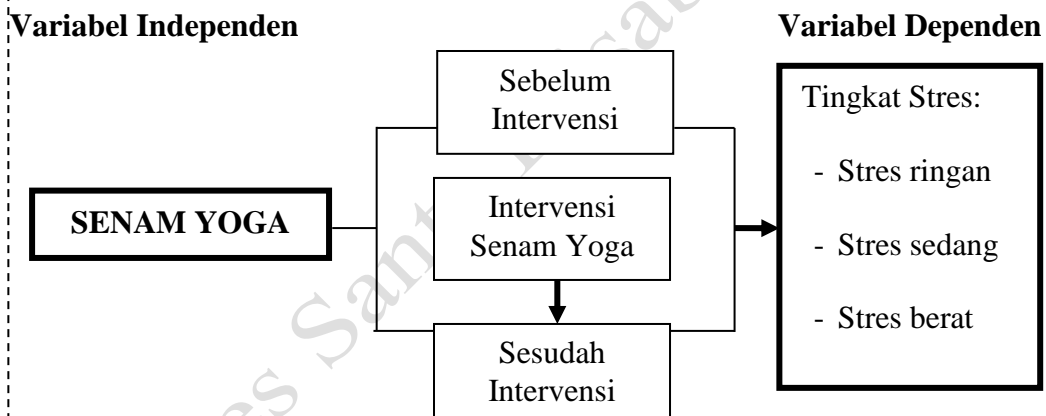 Variabel Independen
Variabel Dependen
Sebelum
Intervensi
SENAM YOGA
Intervensi
Senam Yoga
Sesudah
Intervensi
Tingkat Stres:
- Stres ringan
- Stres sedang
- Stres berat